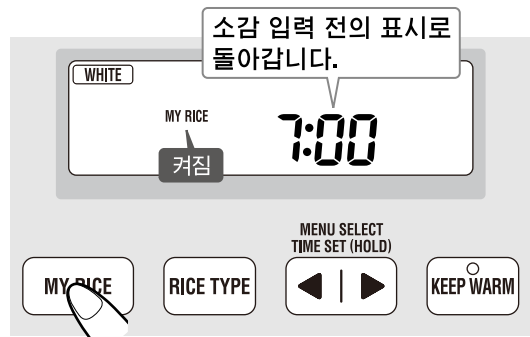 소감 입력 전의 표시로
돌아갑니다.
WHITE
MY RICE
7:00
켜짐
MENU SELECT
TIME SET (HOLD)
MY RICE
RICE TYPE
KEEP WARM